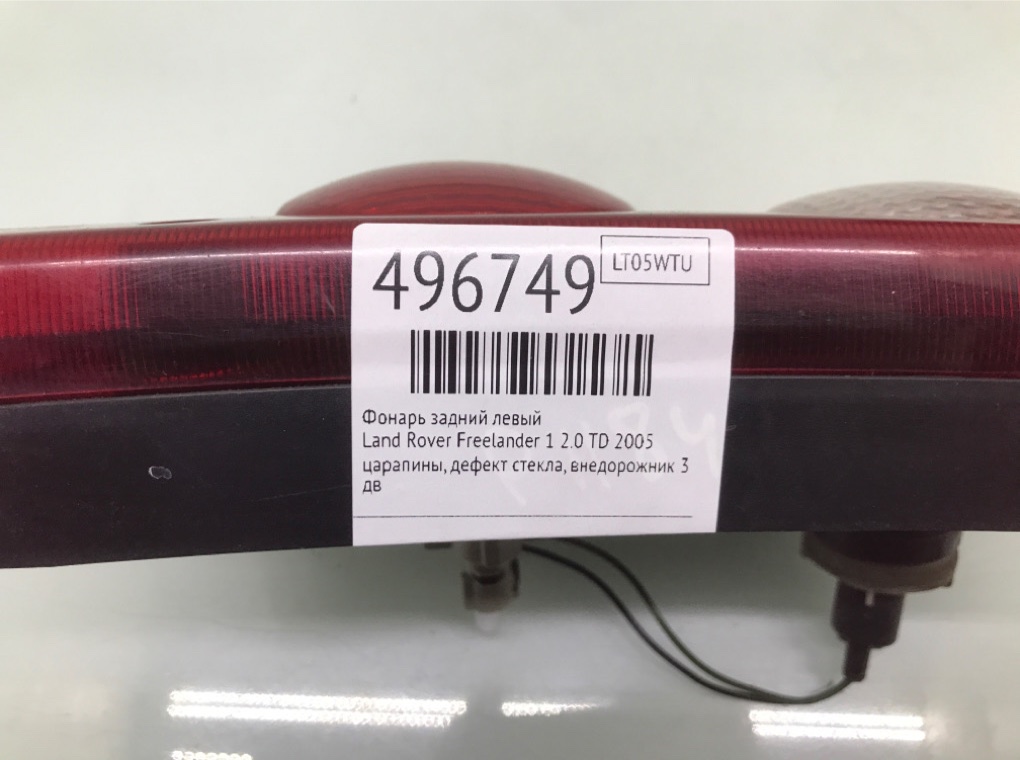 496749
LT05WTU
Фонарь задний левый
Land Rover Freelander 1 2.0 TD 2005
царапины, дефект стекла, внедорожник 3
дв